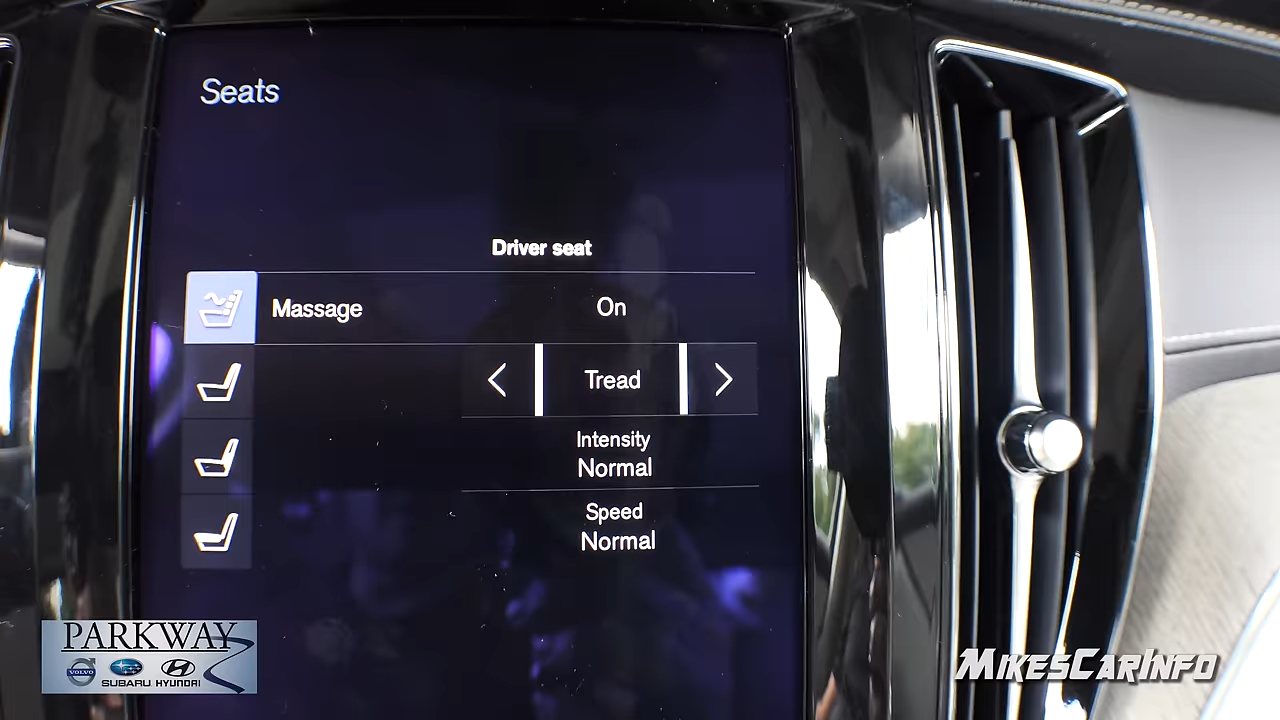 Seats
Driver seat
Massage On
Tread
Intensity
Normal
Speed
Normal
PARKWAY
VOLVO SUBARU HYUNDAI
MIKESCARINFO